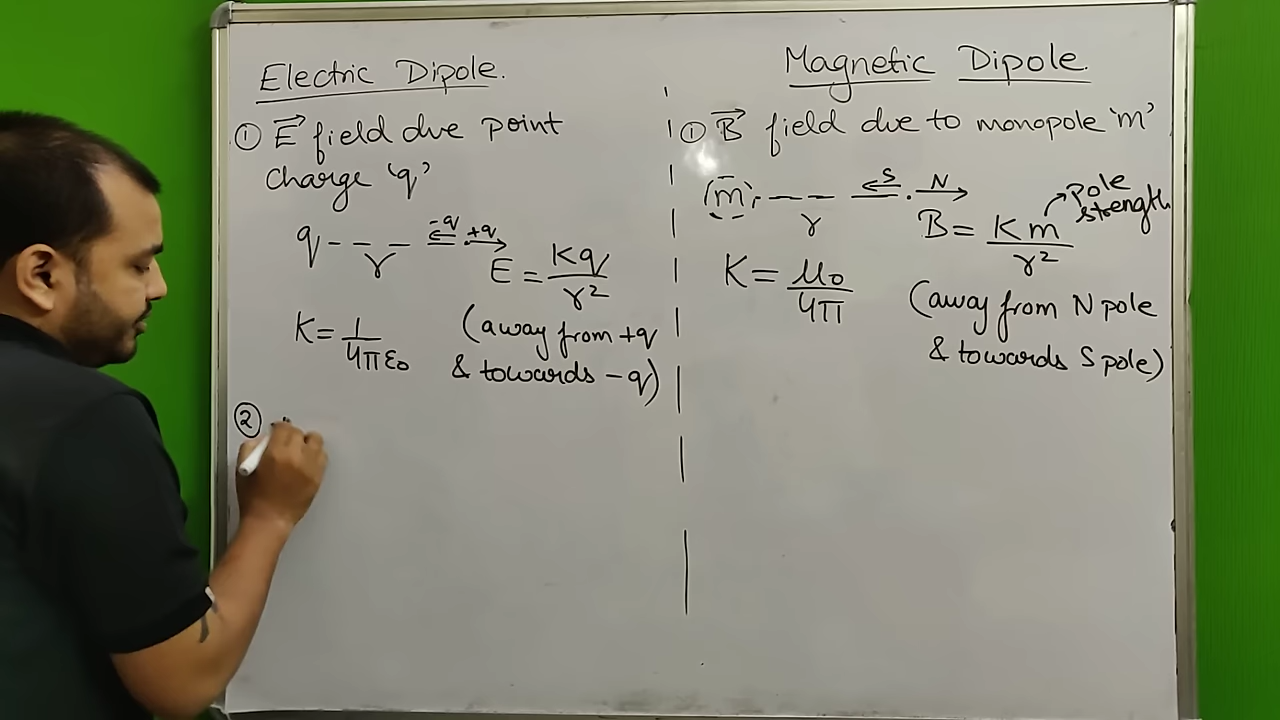 Electric Dipole.
① E⃗ field due point
charge 'q'
q - - - -q +q
r
E = Kq/r²
K = 1/4πε₀
(away from +q
& towards -q)
②
Magnetic Dipole.
① B⃗ field due to monopole 'm'
(m) - - - S N
r
B = Km/r²
Pole
strength
K = μ₀/4π
(away from N pole
& towards S pole)